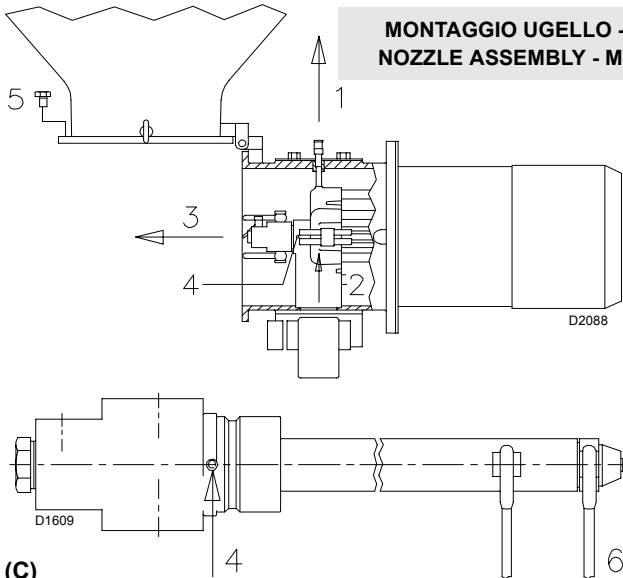 MONTAGGIO UGELLO -
NOZZLE ASSEMBLY - M
5
1
3
4
2
D2088
D1609
4
6
(C)